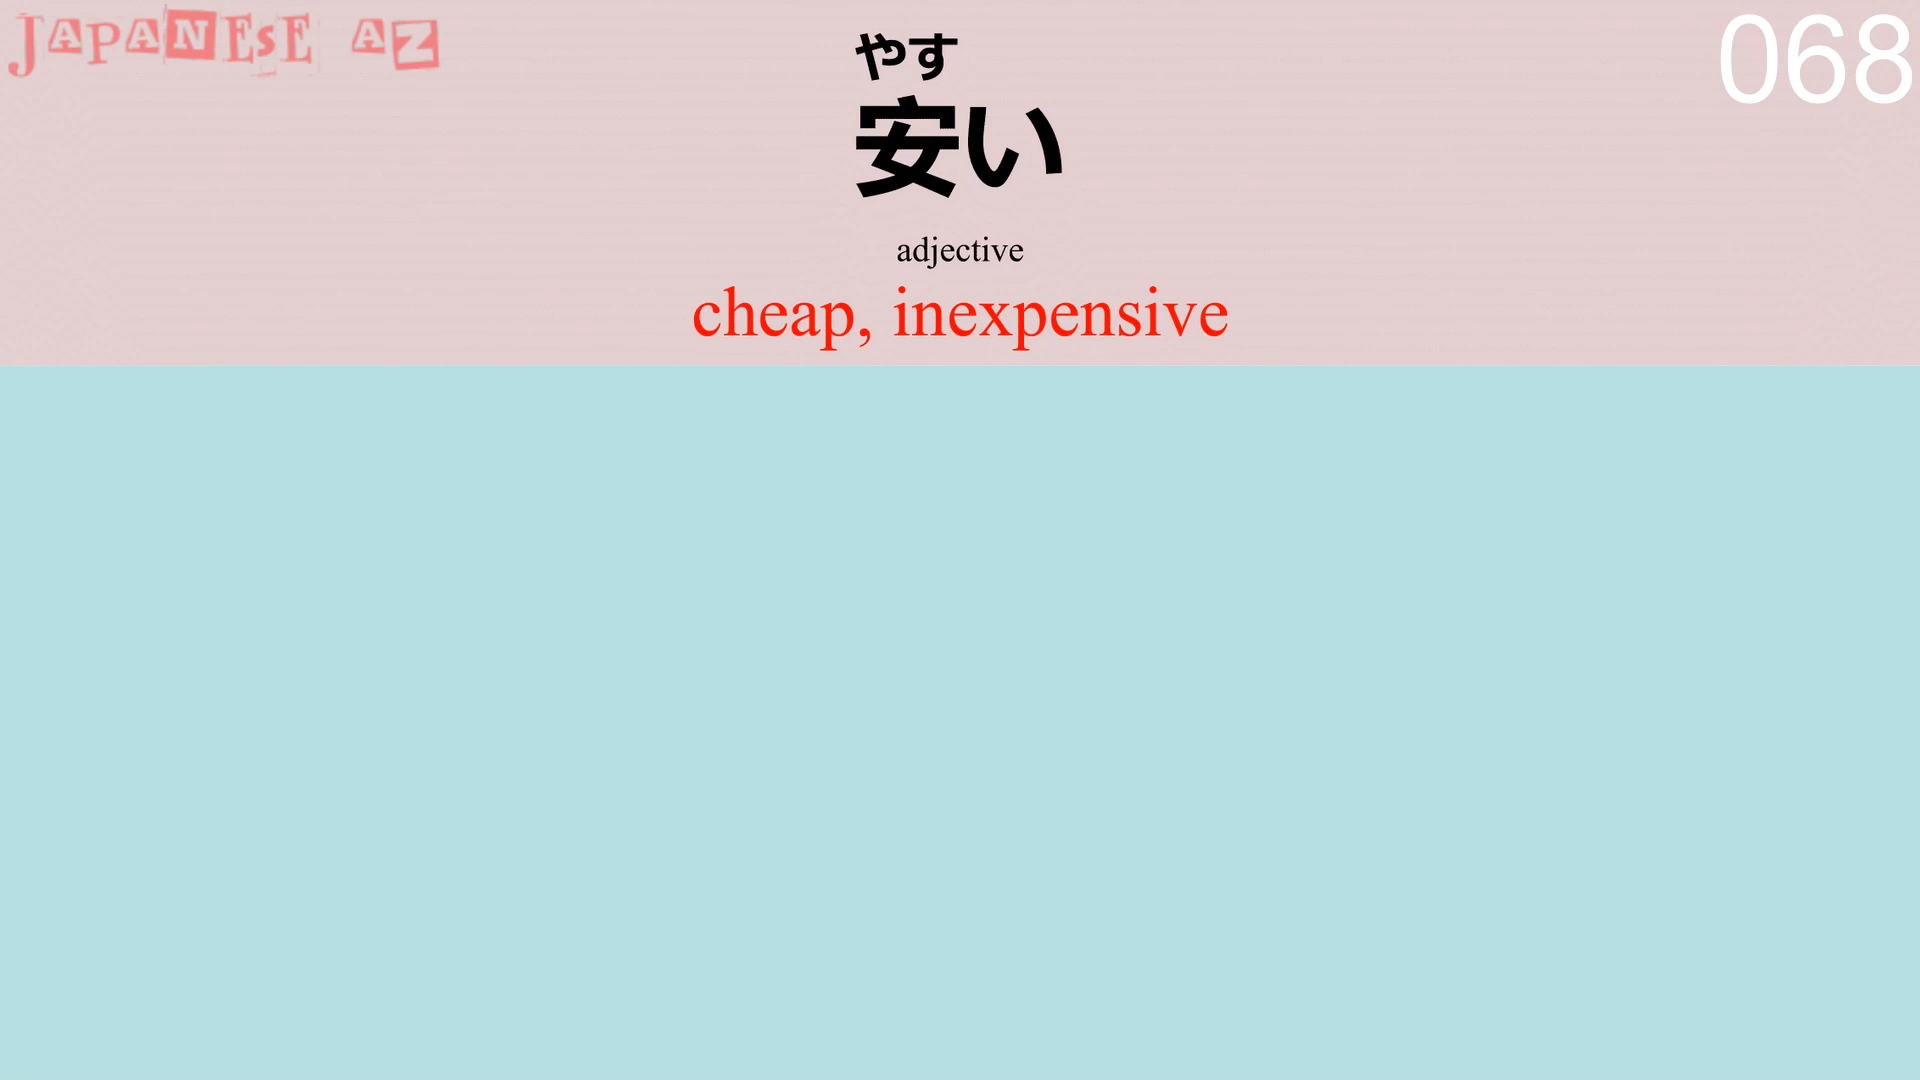 JAPANESE AZ
068
やす
安い
adjective
cheap, inexpensive